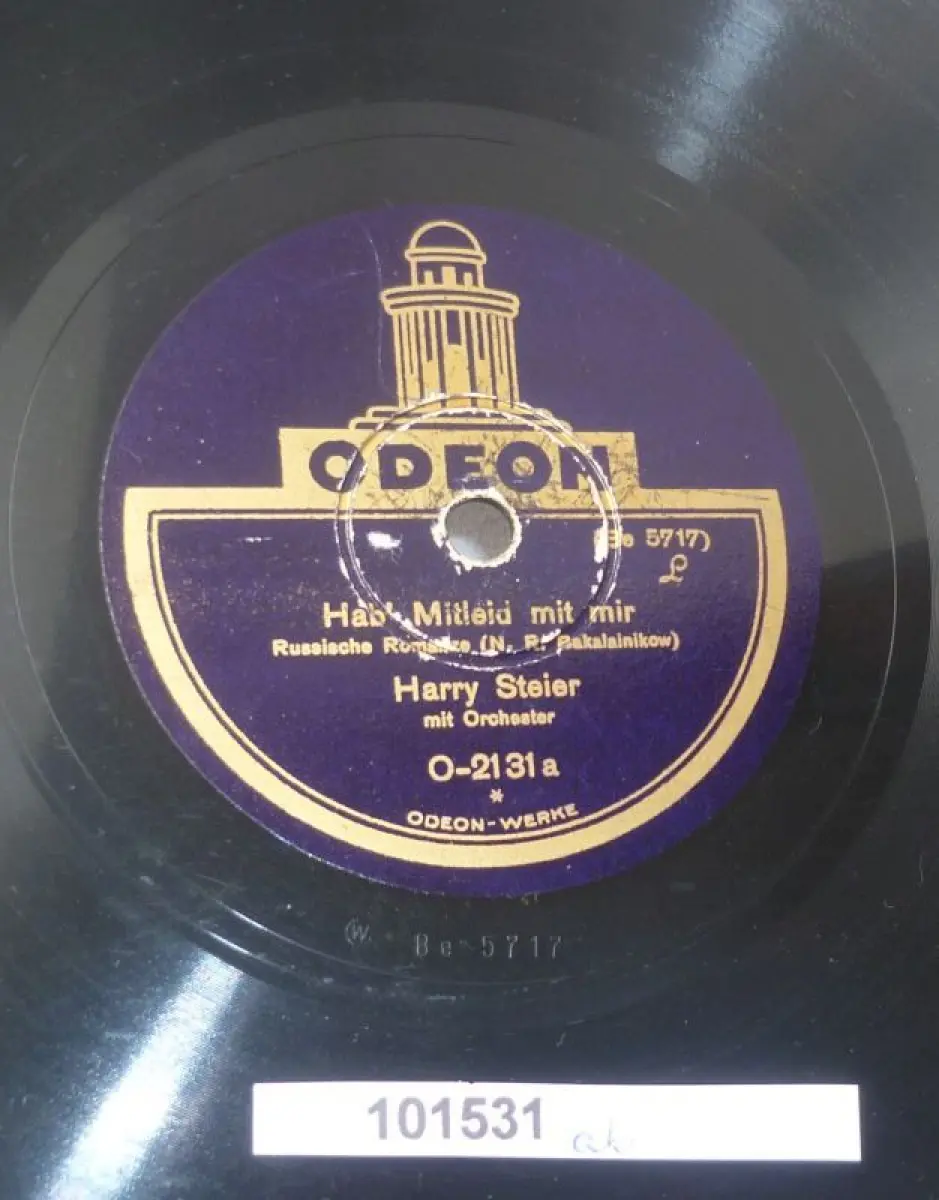 ODEON
(Be 5717)
L
Hab' Mitleid mit mir
Russische Romanze (N. R. Bakalainikow)
Harry Steier
mit Orchester
O-2131a
*
ODEON-WERKE
W. Be 5717
101531